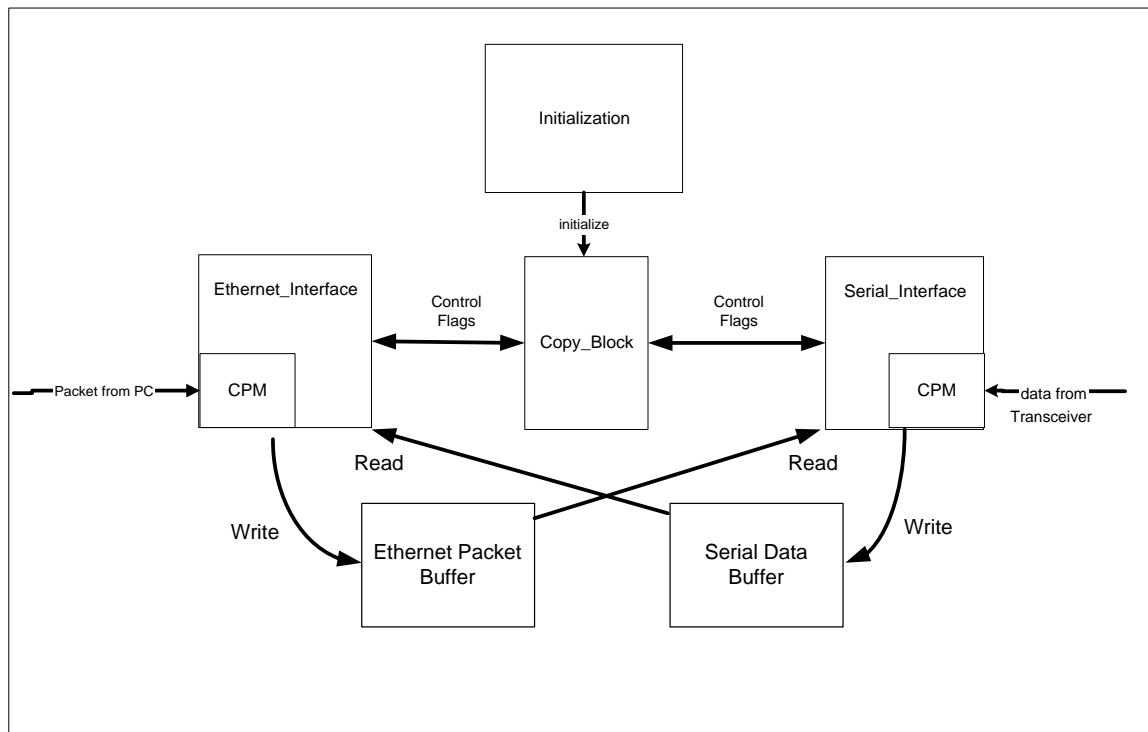 Initialization
initialize
Ethernet_Interface
Control
Flags
Copy_Block
Control
Flags
Serial_Interface
Packet from PC
CPM
CPM
data from
Transceiver
Read
Read
Write
Write
Ethernet Packet
Buffer
Serial Data
Buffer